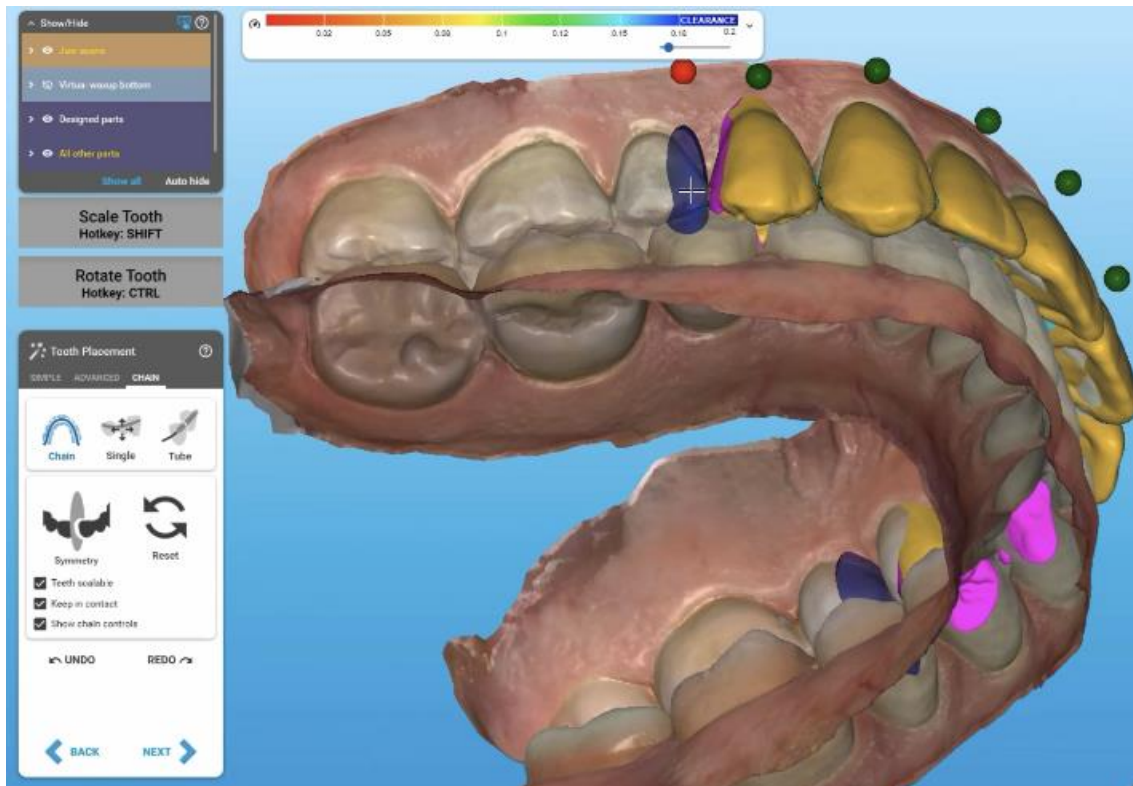 Show/Hide
Jaw scans
Virtual waxup bottom
Designed parts
All other parts
Show all Auto hide
CLEARANCE
0.02 0.05 0.08 0.1 0.12 0.15 0.18 0.2
Scale Tooth
Hotkey: SHIFT
Rotate Tooth
Hotkey: CTRL
Tooth Placement
SIMPLE ADVANCED CHAIN
Chain Single Tube
Symmetry Reset
Teeth scalable
Keep in contact
Show chain controls
UNDO REDO
BACK NEXT